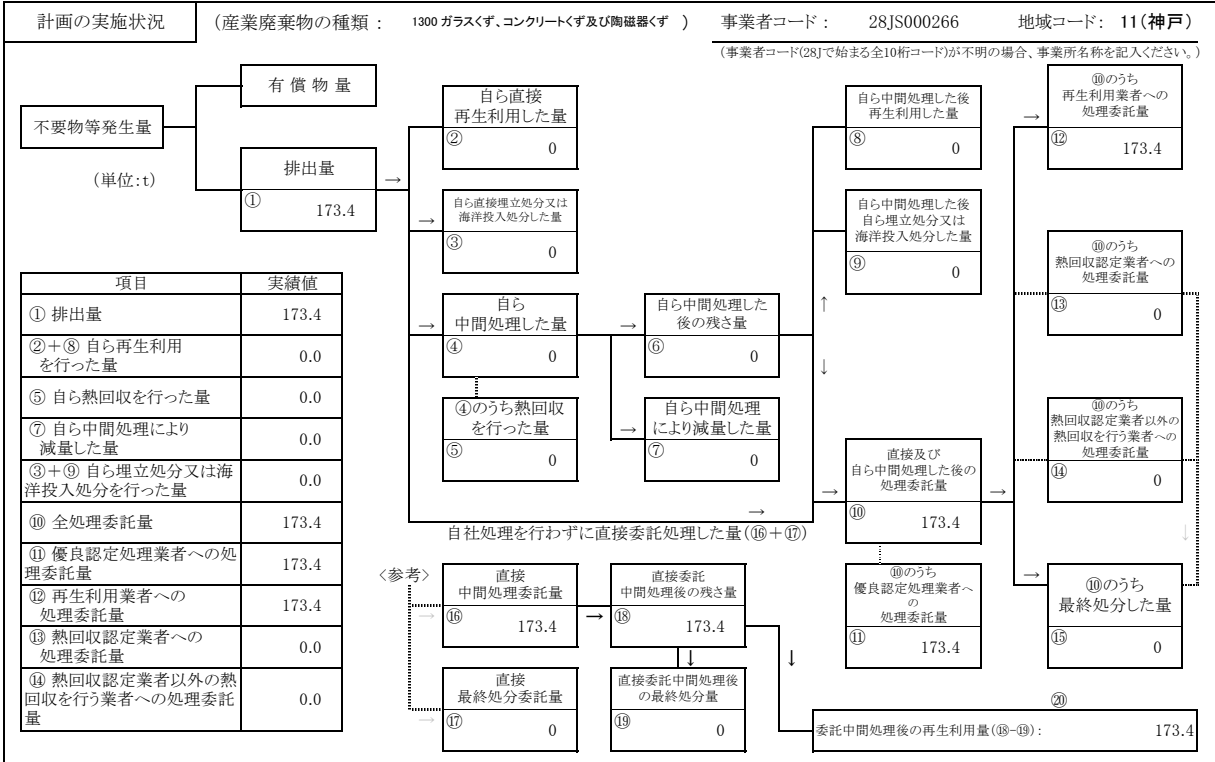 計画の実施状況
(産業廃棄物の種類： 1300 ガラスくず、コンクリートくず及び陶磁器くず ）
事業者コード： 28JS000266
地域コード： 11(神戸)
(事業者コード(28Jで始まる全10桁コード)が不明の場合、事業所名称を記入ください。)
不要物等発生量
(単位:t)
有償物量
排出量
① 173.4
→
自ら直接
再生利用した量
② 0
→
自ら直接埋立処分又は
海洋投入処分した量
③ 0
→
自ら
中間処理した量
④ 0
④のうち熱回収
を行った量
⑤ 0
→
自ら中間処理した
後の残さ量
⑥ 0
→
自ら中間処理
により減量した量
⑦ 0
自ら中間処理した後
再生利用した量
⑧ 0
自ら中間処理した後
自ら埋立処分又は
海洋投入処分した量
⑨ 0
↑
↓
→
自社処理を行わずに直接委託処理した量(⑯＋⑰)
→
直接及び
自ら中間処理した後の
処理委託量
⑩ 173.4
→
⑩のうち
優良認定処理業者へ
の
処理委託量
⑪ 173.4
→
⑩のうち
再生利用業者への
処理委託量
⑫ 173.4
⑩のうち
熱回収認定業者への
処理委託量
⑬ 0
⑩のうち
熱回収認定業者以外の
熱回収を行う業者への
処理委託量
⑭ 0
↓
→
⑩のうち
最終処分した量
⑮ 0
項目 実績値
① 排出量 173.4
②＋⑧ 自ら再生利用
を行った量 0.0
⑤ 自ら熱回収を行った量 0.0
⑦ 自ら中間処理により
減量した量 0.0
③＋⑨ 自ら埋立処分又は海
洋投入処分を行った量 0.0
⑩ 全処理委託量 173.4
⑪ 優良認定処理業者への処
理委託量 173.4
⑫ 再生利用業者への
処理委託量 173.4
⑬ 熱回収認定業者への
処理委託量 0.0
⑭ 熱回収認定業者以外の熱
回収を行う業者への処理委託
量 0.0
〈参考〉
→
直接
中間処理委託量
⑯ 173.4
→
直接委託
中間処理後の残さ量
⑱ 173.4
↓
↓
→
直接
最終処分委託量
⑰ 0
直接委託中間処理後
の最終処分量
⑲ 0
⑳
委託中間処理後の再生利用量(⑱-⑲)： 173.4